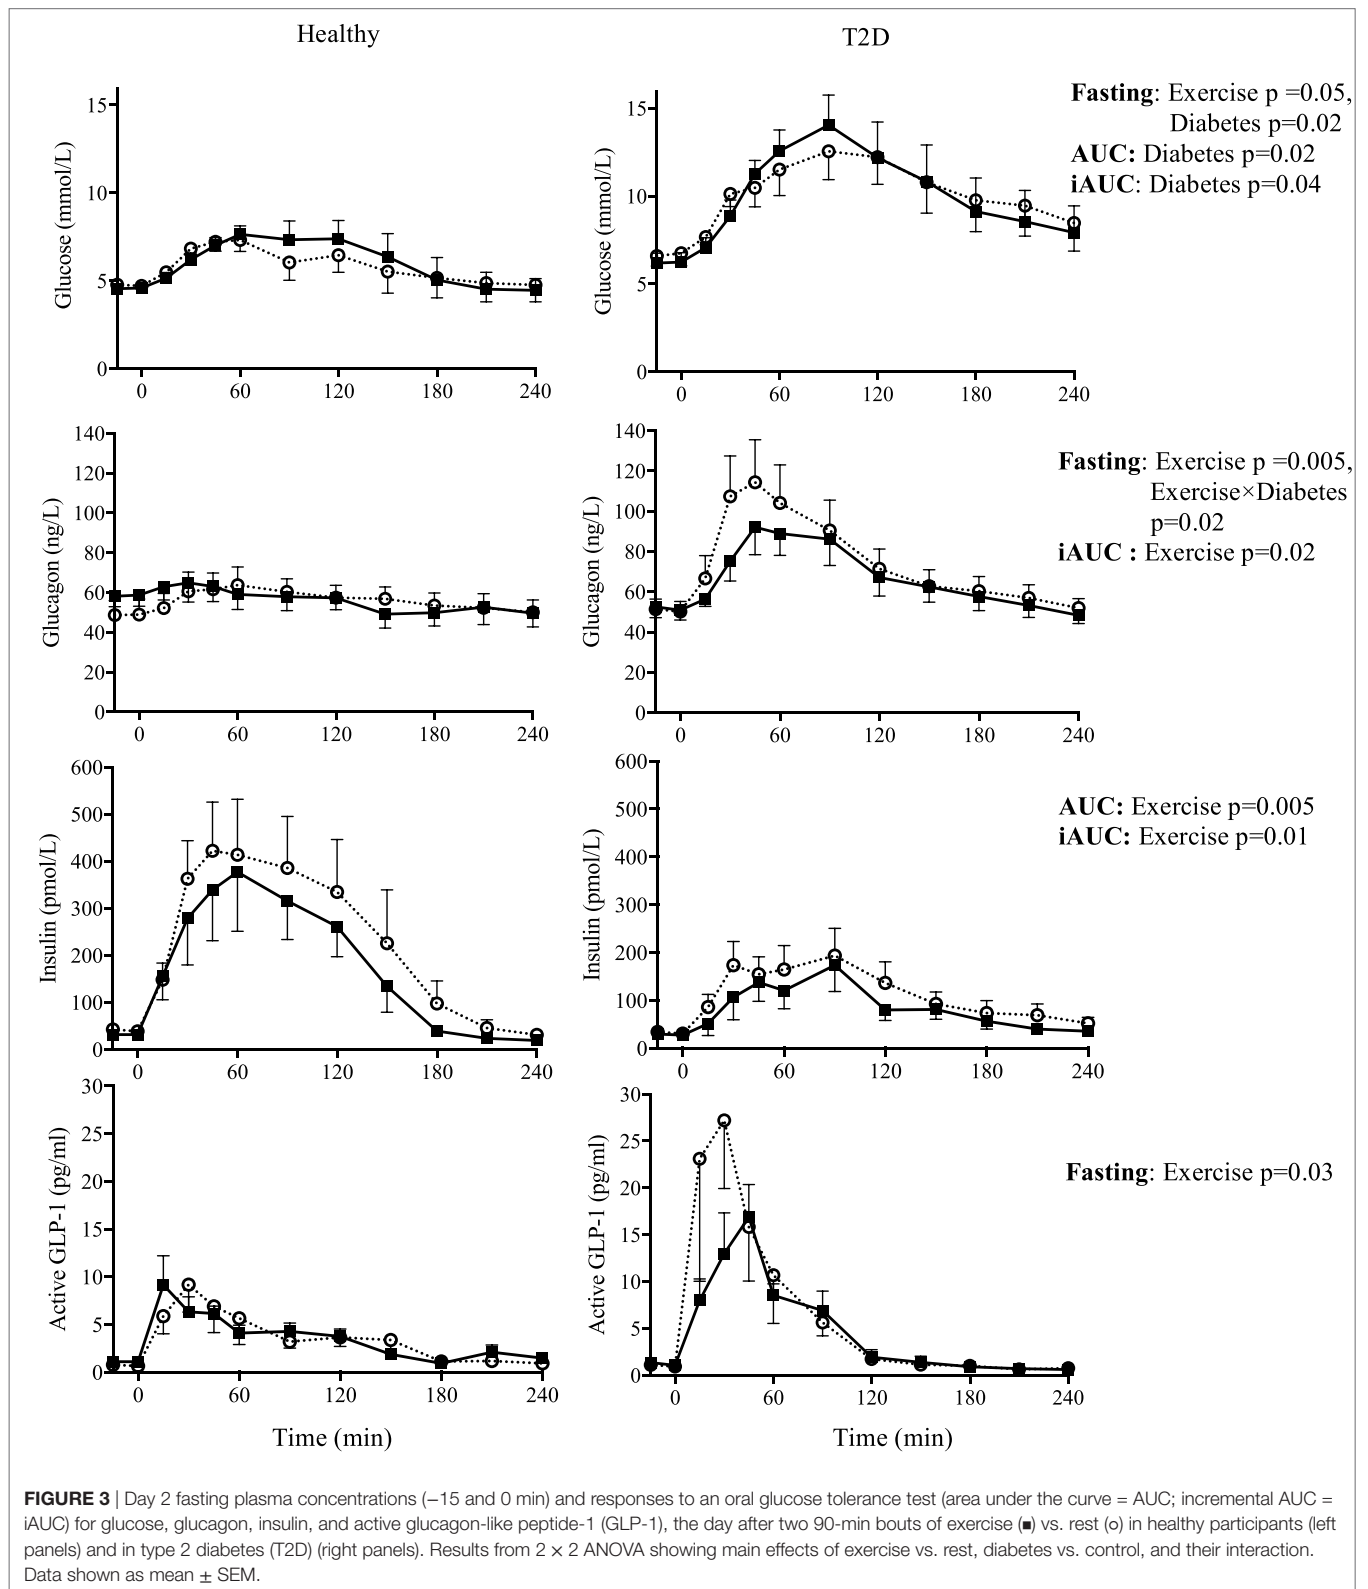 Healthy
T2D
Glucose (mmol/L)
15
10
5
0
0 60 120 180 240
Glucose (mmol/L)
15
10
5
0
0 60 120 180 240
Fasting: Exercise p =0.05,
Diabetes p=0.02
AUC: Diabetes p=0.02
iAUC: Diabetes p=0.04
Glucagon (ng/L)
140
120
100
80
60
40
20
0
0 60 120 180 240
Glucagon (ng/L)
140
120
100
80
60
40
20
0
0 60 120 180 240
Fasting: Exercise p =0.005,
Exercise×Diabetes
p=0.02
iAUC : Exercise p=0.02
Insulin (pmol/L)
600
500
400
300
200
100
0
0 60 120 180 240
Insulin (pmol/L)
600
500
400
300
200
100
0
0 60 120 180 240
AUC: Exercise p=0.005
iAUC: Exercise p=0.01
Active GLP-1 (pg/ml)
30
25
20
15
10
5
0
0 60 120 180 240
Time (min)
Active GLP-1 (pg/ml)
30
25
20
15
10
5
0
0 60 120 180 240
Time (min)
Fasting: Exercise p=0.03
FIGURE 3 | Day 2 fasting plasma concentrations (−15 and 0 min) and responses to an oral glucose tolerance test (area under the curve = AUC; incremental AUC =
iAUC) for glucose, glucagon, insulin, and active glucagon-like peptide-1 (GLP-1), the day after two 90-min bouts of exercise (■) vs. rest (o) in healthy participants (left
panels) and in type 2 diabetes (T2D) (right panels). Results from 2 × 2 ANOVA showing main effects of exercise vs. rest, diabetes vs. control, and their interaction.
Data shown as mean ± SEM.